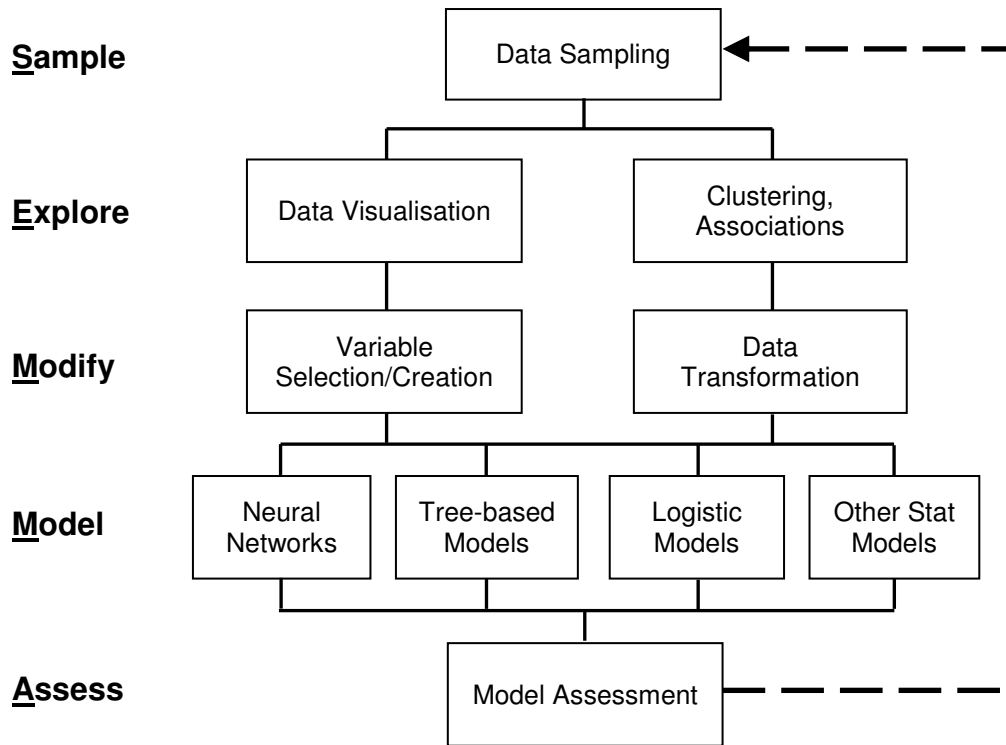 Sample
Data Sampling
Explore
Data Visualisation
Clustering,
Associations
Modify
Variable
Selection/Creation
Data
Transformation
Model
Neural
Networks
Tree-based
Models
Logistic
Models
Other Stat
Models
Assess
Model Assessment